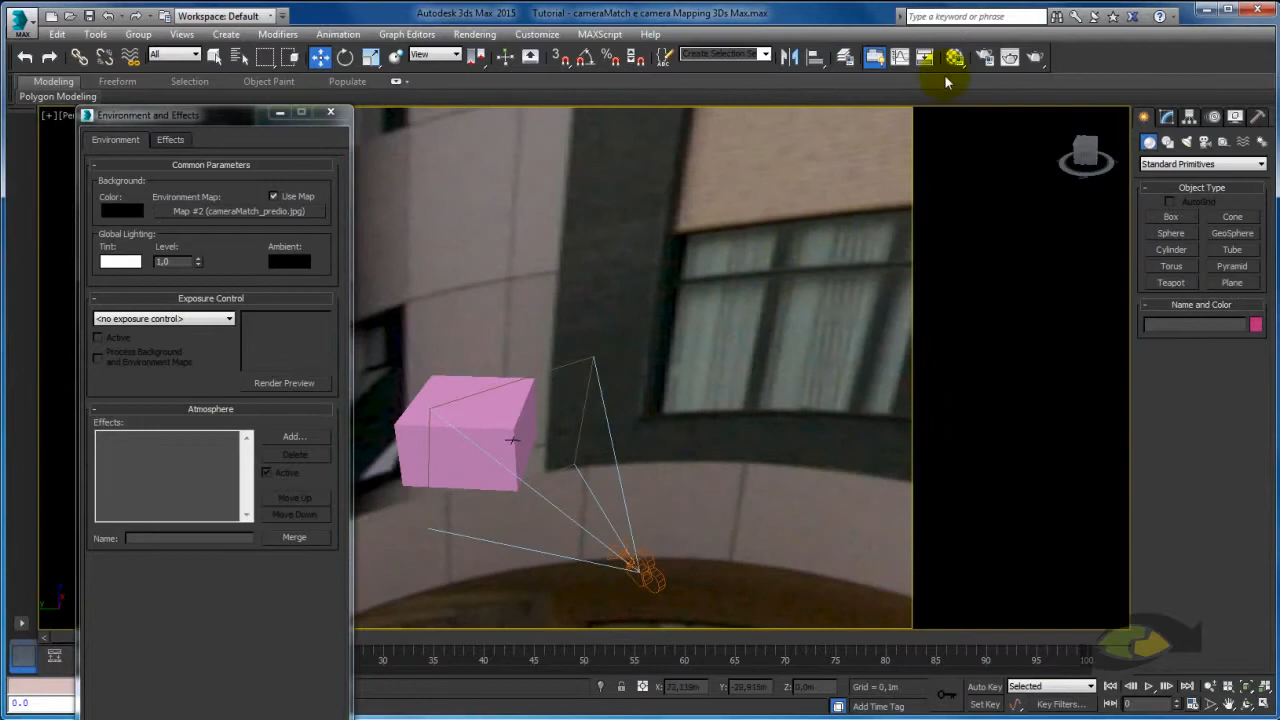 MAX
Workspace: Default
Autodesk 3ds Max 2015
Tutorial - cameraMatch e camera Mapping 3Ds Max.max
Type a keyword or phrase
Edit Tools Group Views Create Modifiers Animation Graph Editors Rendering Customize MAXScript Help
All
View
Create Selection Se
Modeling Freeform Selection Object Paint Populate
Polygon Modeling
Environment and Effects
Environment Effects
Common Parameters
Background:
Color: Environment Map: Use Map
Map #2 (cameraMatch_predio.jpg)
Global Lighting:
Tint: Level: Ambient:
1,0
Exposure Control
<no exposure control>
Active
Process Background
and Environment Maps
Render Preview
Atmosphere
Effects:
Add...
Delete
Active
Move Up
Move Down
Name:
Merge
Standard Primitives
Object Type
AutoGrid
Box Cone
Sphere GeoSphere
Cylinder Tube
Torus Pyramid
Teapot Plane
Name and Color
30 35 40 45 50 55 60 65 70 75 80 85 90 95 100
0.0
X: Y: Z: 0,0m
Grid = 0,1m
Add Time Tag
Auto Key
Selected
Set Key
Key Filters...
0